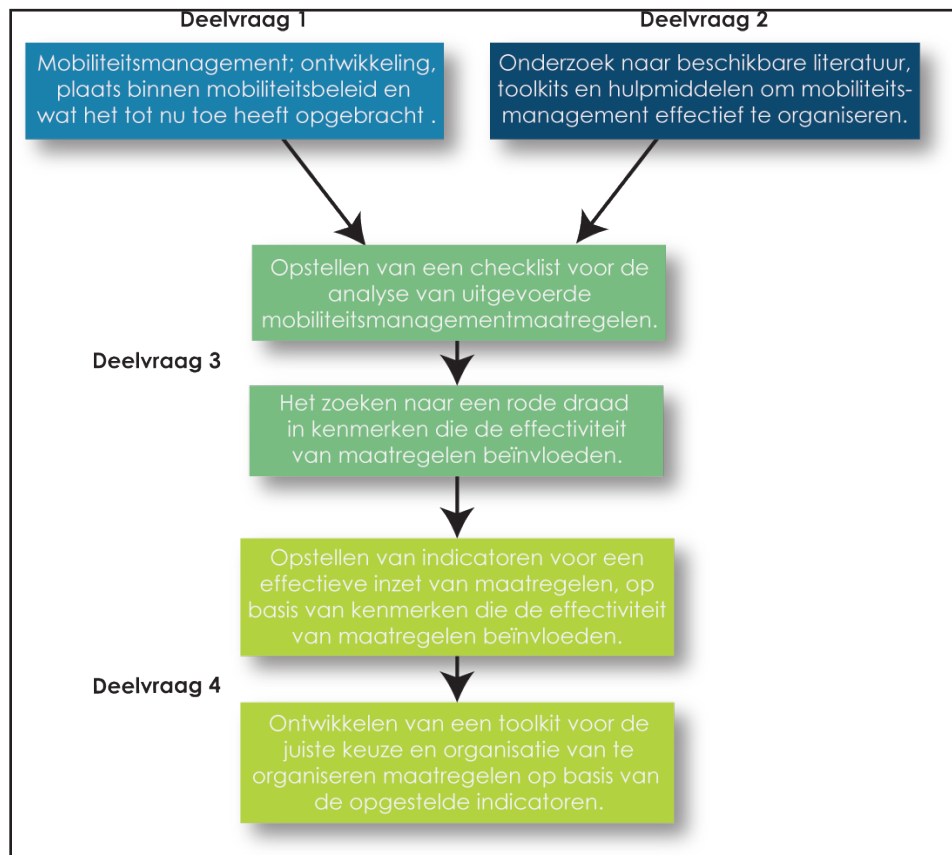 Deelvraag 1
Mobiliteitsmanagement; ontwikkeling,
plaats binnen mobiliteitsbeleid en
wat het tot nu toe heeft opgebracht .
Deelvraag 2
Onderzoek naar beschikbare literatuur,
toolkits en hulpmiddelen om mobiliteits-
management effectief te organiseren.
Opstellen van een checklist voor de
analyse van uitgevoerde
mobiliteitsmanagementmaatregelen.
Deelvraag 3
Het zoeken naar een rode draad
in kenmerken die de effectiviteit
van maatregelen beïnvloeden.
Opstellen van indicatoren voor een
effectieve inzet van maatregelen, op
basis van kenmerken die de effectiviteit
van maatregelen beïnvloeden.
Deelvraag 4
Ontwikkelen van een toolkit voor de
juiste keuze en organisatie van te
organiseren maatregelen op basis van
de opgestelde indicatoren.